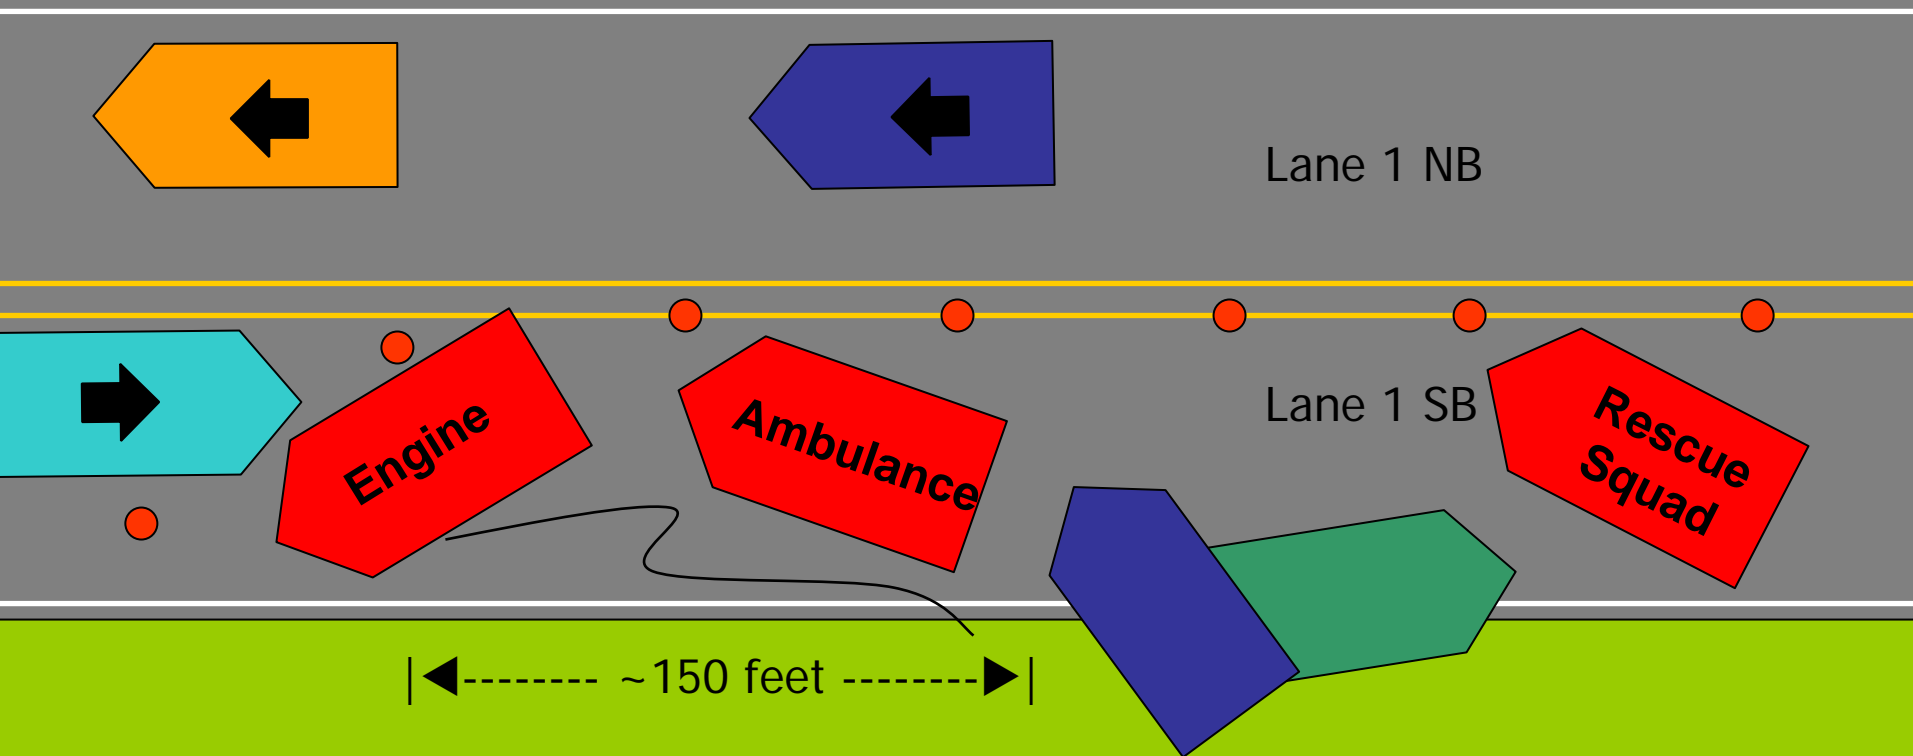 Lane 1 NB
Lane 1 SB
Engine
Ambulance
Rescue
Squad
|◀-------- ~150 feet --------▶|